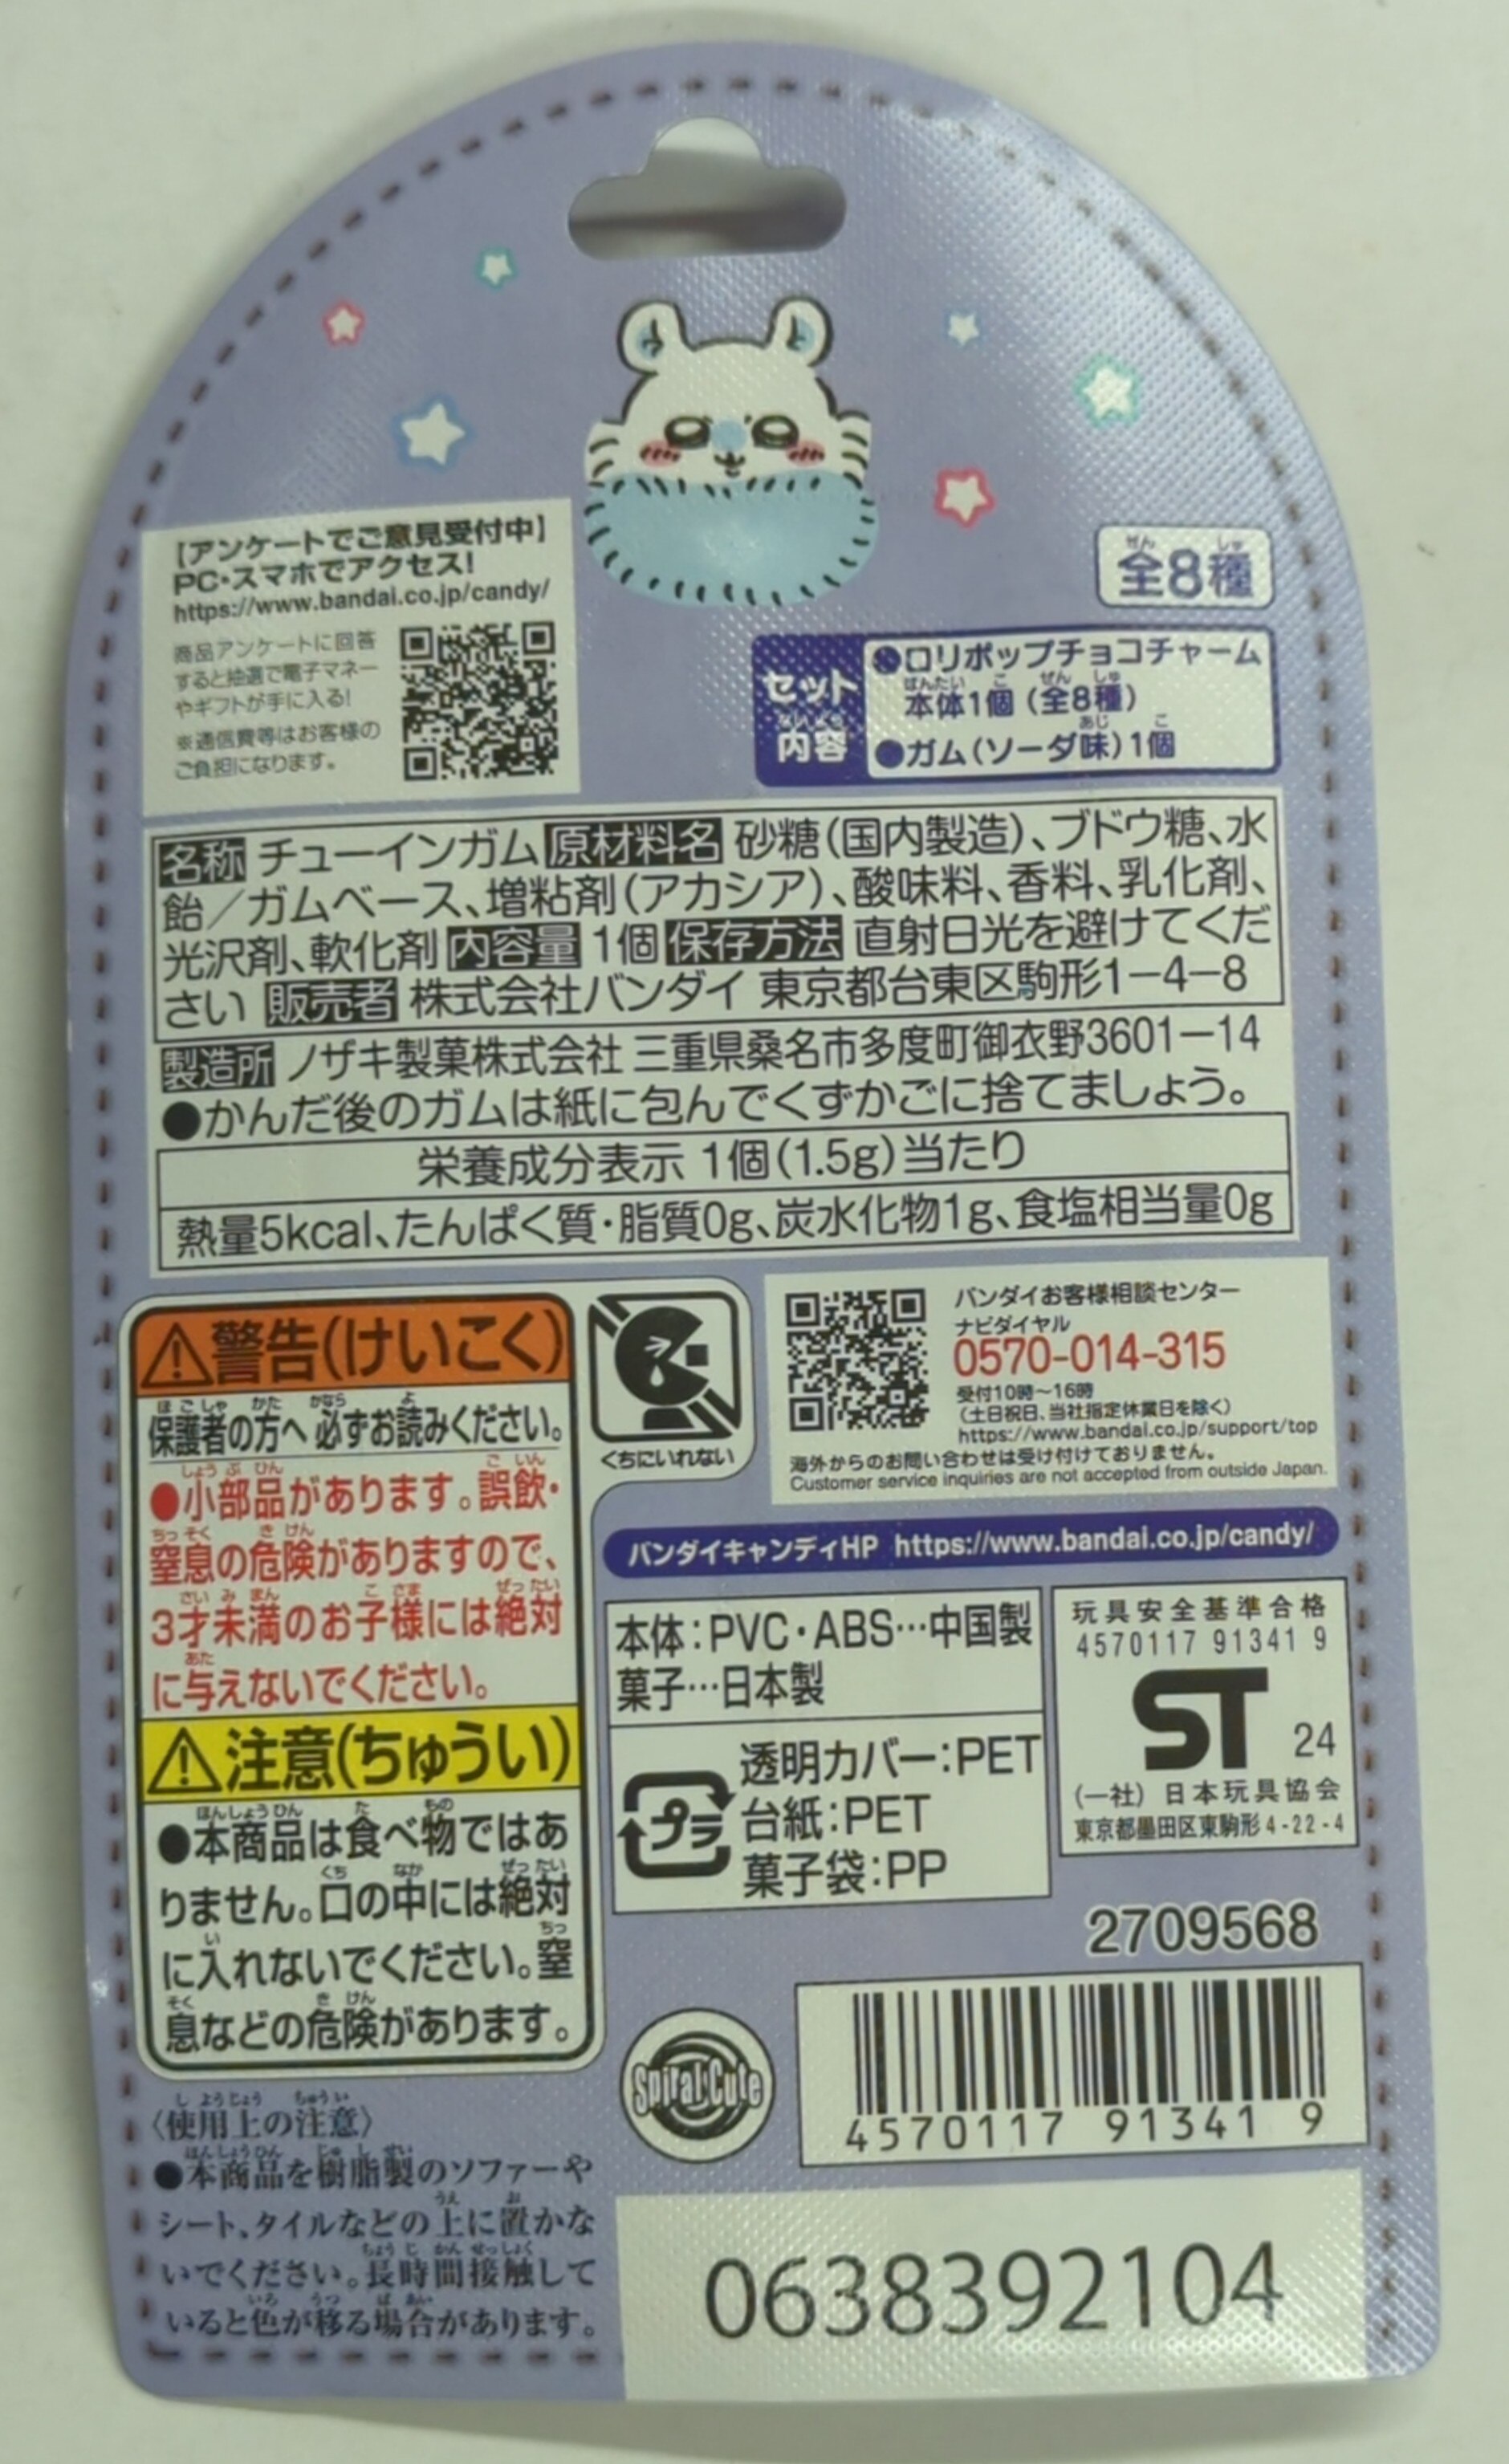 【アンケートでご意見受付中】
PC・スマホでアクセス！
https://www.bandai.co.jp/candy/
商品アンケートに回答
すると抽選で電子マネー
やギフトが手に入る！
※通信費等はお客様の
ご負担になります。
全8種
セット内容
●ロリポップチョコチャーム
本体1個（全8種）
●ガム（ソーダ味）1個
名称 チューインガム 原材料名 砂糖（国内製造）、ブドウ糖、水
飴／ガムベース、増粘剤（アカシア）、酸味料、香料、乳化剤、
光沢剤、軟化剤 内容量 1個 保存方法 直射日光を避けてくだ
さい 販売者 株式会社バンダイ 東京都台東区駒形1－4－8
製造所 ノザキ製菓株式会社 三重県桑名市多度町御衣野3601－14
●かんだ後のガムは紙に包んでくずかごに捨てましょう。
栄養成分表示 1個（1.5g）当たり
熱量5kcal、たんぱく質・脂質0g、炭水化物1g、食塩相当量0g
警告（けいこく）
保護者の方へ 必ずお読みください。
●小部品があります。誤飲・
窒息の危険がありますので、
3才未満のお子様には絶対
に与えないでください。
注意（ちゅうい）
●本商品は食べ物ではあ
りません。口の中には絶対
に入れないでください。窒
息などの危険があります。
〈使用上の注意〉
●本商品を樹脂製のソファーや
シート、タイルなどの上に置かな
いでください。長時間接触して
いると色が移る場合があります。
くちにいれない
バンダイお客様相談センター
ナビダイヤル
0570-014-315
受付10時～16時
（土日祝日、当社指定休業日を除く）
https://www.bandai.co.jp/support/top
海外からのお問い合わせは受け付けておりません。
Customer service inquiries are not accepted from outside Japan.
バンダイキャンディHP https://www.bandai.co.jp/candy/
本体：PVC・ABS…中国製
菓子…日本製
プラ
透明カバー：PET
台紙：PET
菓子袋：PP
玩具安全基準合格
4570117 91341 9
ST 24
（一社）日本玩具協会
東京都墨田区東駒形4-22-4
2709568
Spiral Cute
4570117 91341 9
0638392104